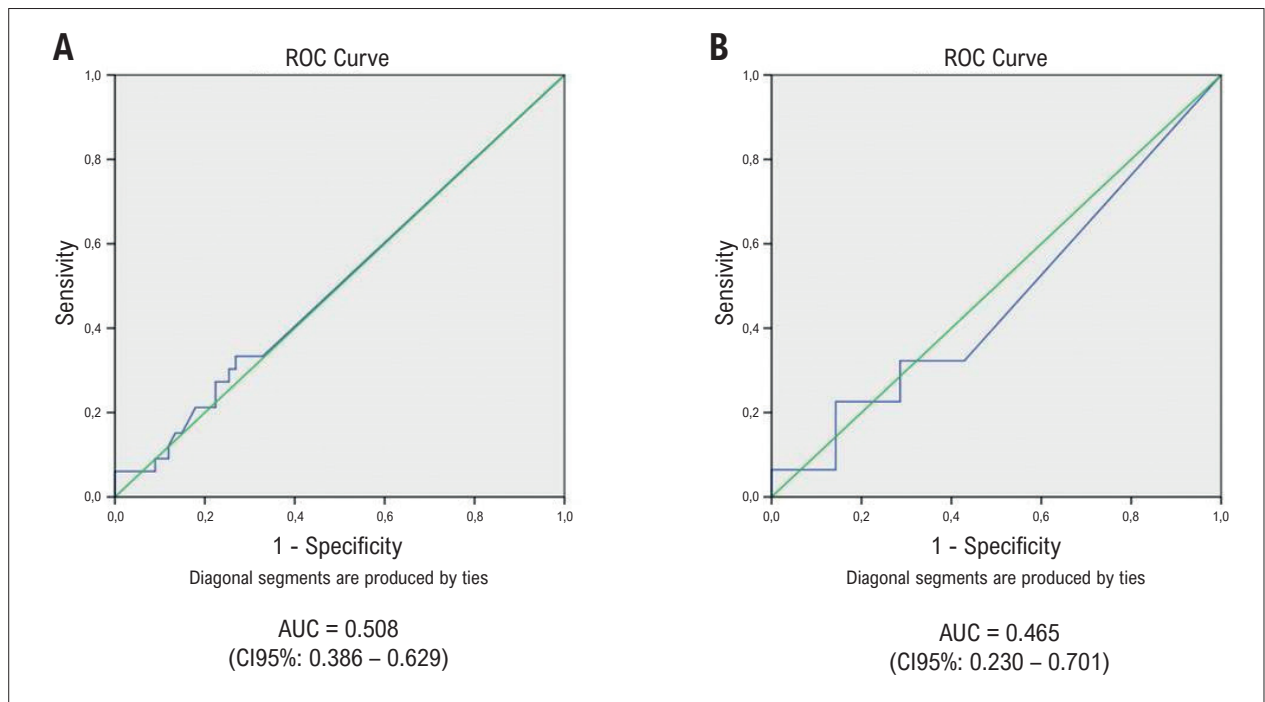 A
ROC Curve
1,0
0,8
0,6
0,4
0,2
0,0
Sensivity
0,0 0,2 0,4 0,6 0,8 1,0
1 - Specificity
Diagonal segments are produced by ties
AUC = 0.508
(CI95%: 0.386 – 0.629)
B
ROC Curve
1,0
0,8
0,6
0,4
0,2
0,0
Sensivity
0,0 0,2 0,4 0,6 0,8 1,0
1 - Specificity
Diagonal segments are produced by ties
AUC = 0.465
(CI95%: 0.230 – 0.701)